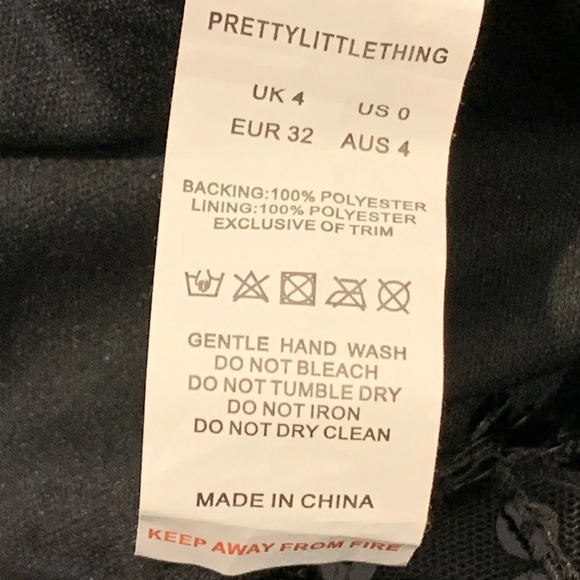 PRETTYLITTLETHING
UK 4 US 0
EUR 32 AUS 4
BACKING:100% POLYESTER
LINING:100% POLYESTER
EXCLUSIVE OF TRIM
GENTLE HAND WASH
DO NOT BLEACH
DO NOT TUMBLE DRY
DO NOT IRON
DO NOT DRY CLEAN
MADE IN CHINA
KEEP AWAY FROM FIRE